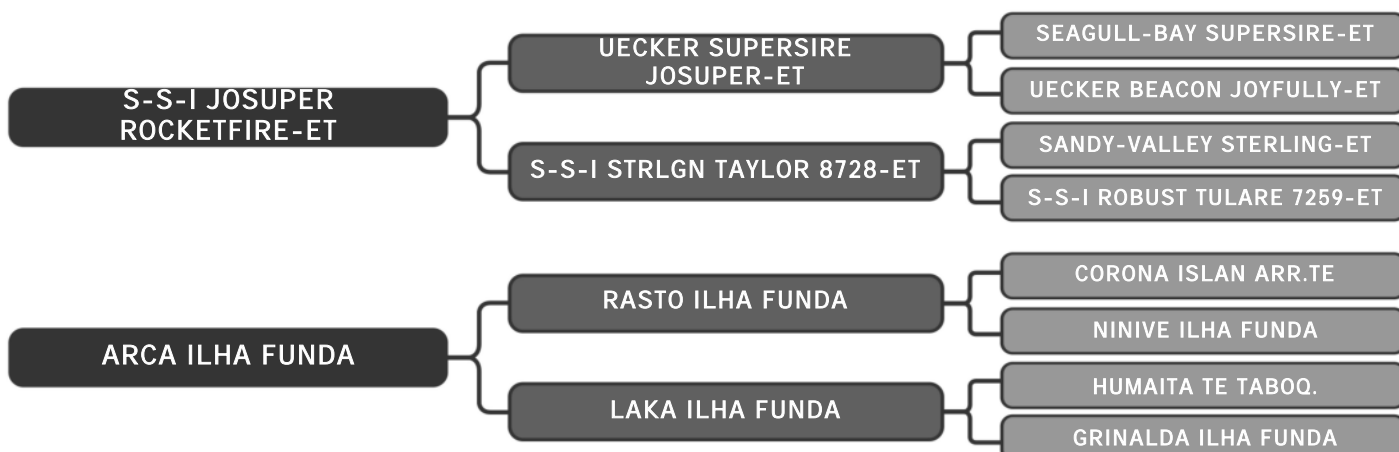 S-S-I JOSUPER
ROCKETFIRE-ET
UECKER SUPERSIRE
JOSUPER-ET
SEAGULL-BAY SUPERSIRE-ET
UECKER BEACON JOYFULLY-ET
S-S-I STRLGN TAYLOR 8728-ET
SANDY-VALLEY STERLING-ET
S-S-I ROBUST TULARE 7259-ET
ARCA ILHA FUNDA
RASTO ILHA FUNDA
CORONA ISLAN ARR.TE
NINIVE ILHA FUNDA
LAKA ILHA FUNDA
HUMAITA TE TABOQ.
GRINALDA ILHA FUNDA